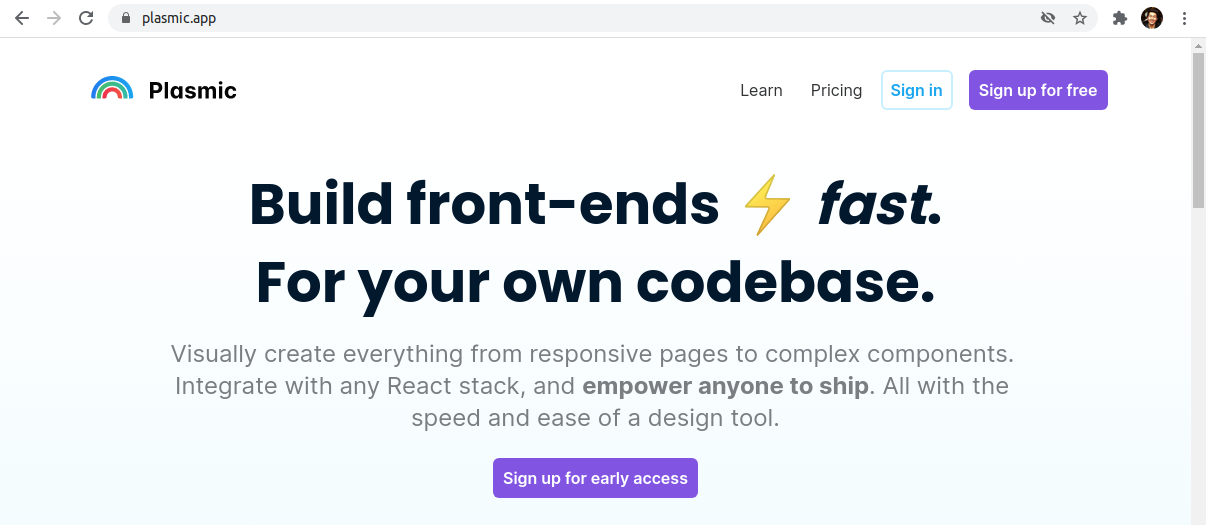 plasmic.app
Plasmic
Learn
Pricing
Sign in
Sign up for free
Build front-ends ⚡ fast.
For your own codebase.
Visually create everything from responsive pages to complex components.
Integrate with any React stack, and empower anyone to ship. All with the
speed and ease of a design tool.
Sign up for early access